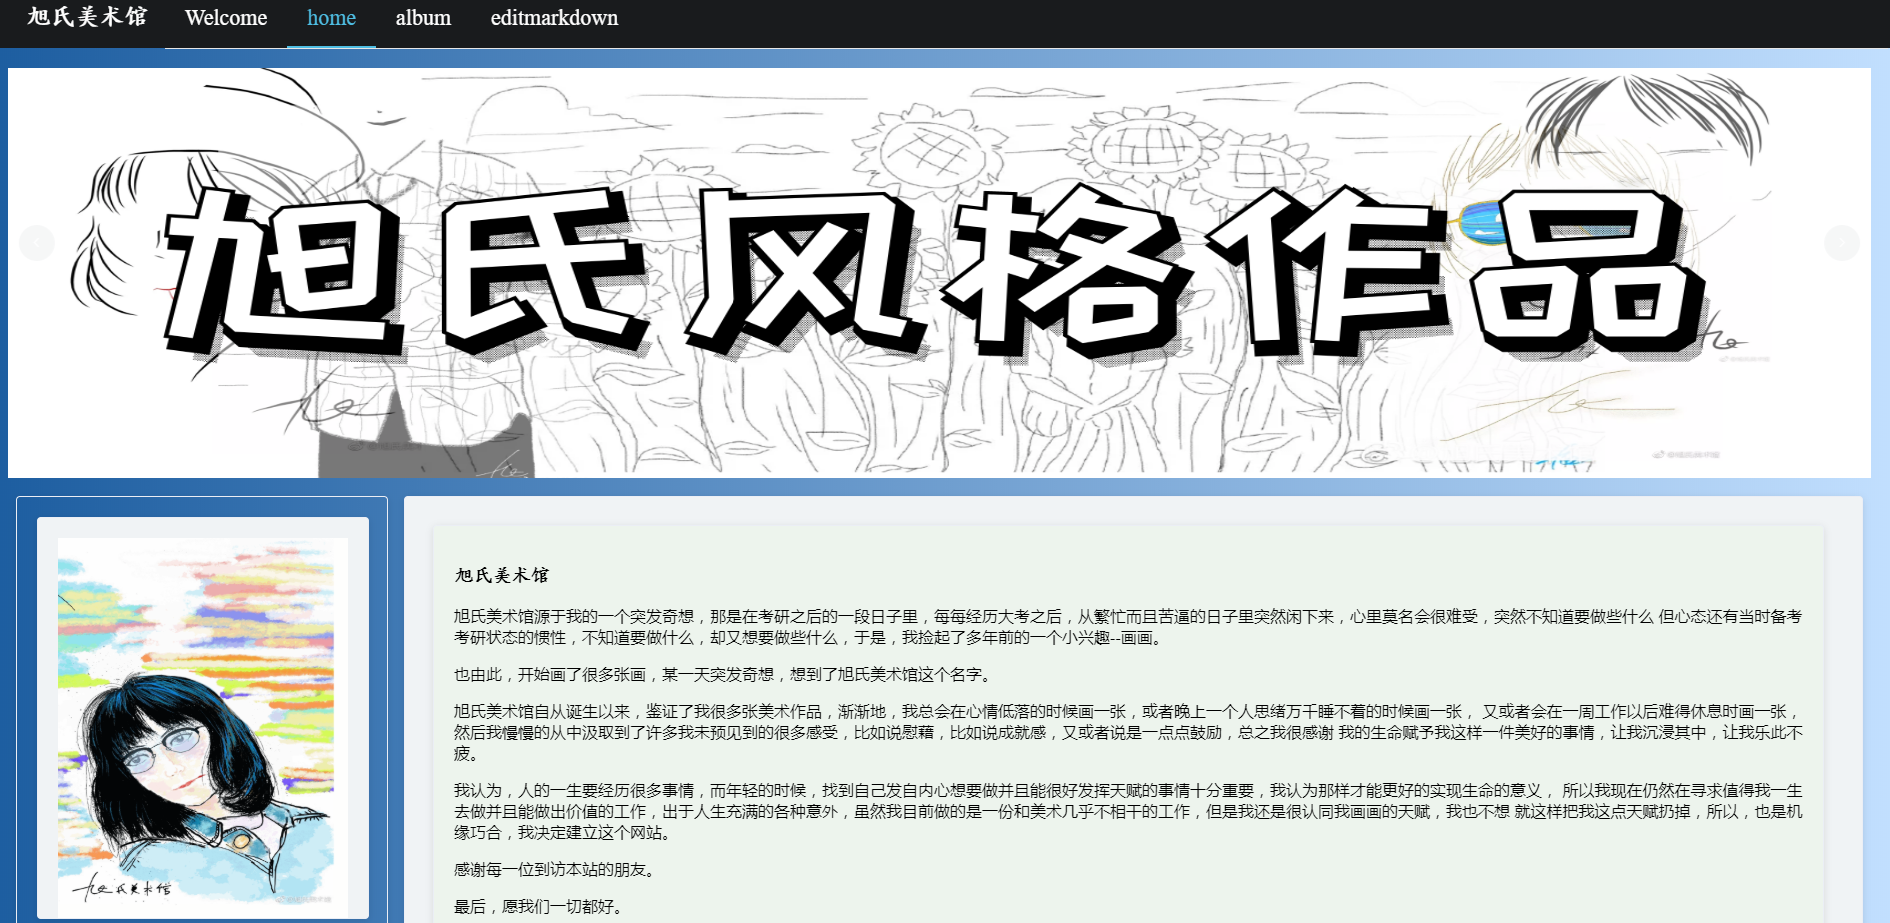 旭氏美术馆 Welcome home album editmarkdown
旭氏风格作品
旭氏美术馆
旭氏美术馆
旭氏美术馆源于我的一个突发奇想，那是在考研之后的一段日子里，每每经历大考之后，从繁忙而且苦逼的日子里突然闲下来，心里莫名会很难受，突然不知道要做些什么 但心态还有当时备考
考研状态的惯性，不知道要做什么，却又想要做些什么，于是，我捡起了多年前的一个小兴趣--画画。
也由此，开始画了很多张画，某一天突发奇想，想到了旭氏美术馆这个名字。
旭氏美术馆自从诞生以来，鉴证了我很多张美术作品，渐渐地，我总会在心情低落的时候画一张，或者晚上一个人思绪万千睡不着的时候画一张， 又或者会在一周工作以后难得休息时画一张，
然后我慢慢的从中汲取到了许多我未预见到的很多感受，比如说慰藉，比如说成就感，又或者说是一点点鼓励，总之我很感谢 我的生命赋予我这样一件美好的事情，让我沉浸其中，让我乐此不
疲。
我认为，人的一生要经历很多事情，而年轻的时候，找到自己发自内心想要做并且能很好发挥天赋的事情十分重要，我认为那样才能更好的实现生命的意义， 所以我现在仍然在寻求值得我一生
去做并且能做出价值的工作，出于人生充满的各种意外，虽然我目前做的是一份和美术几乎不相干的工作，但是我还是很认同我画画的天赋，我也不想 就这样把我这点天赋扔掉，所以，也是机
缘巧合，我决定建立这个网站。
感谢每一位到访本站的朋友。
最后，愿我们一切都好。